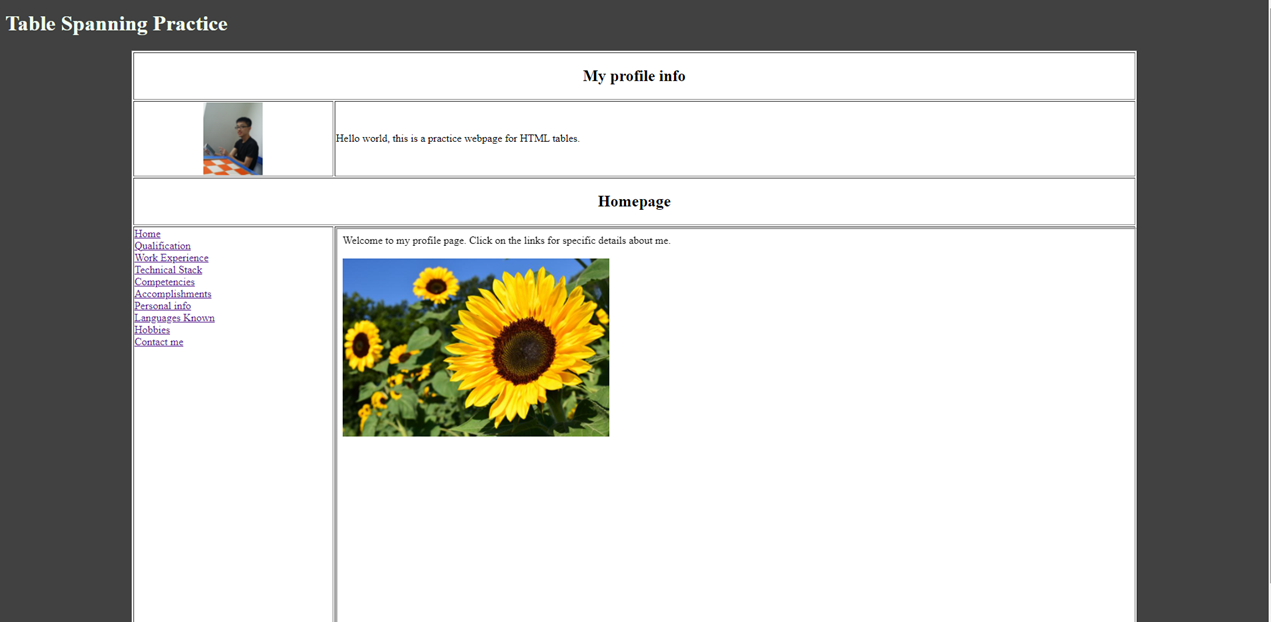 Table Spanning Practice
My profile info
Hello world, this is a practice webpage for HTML tables.
Homepage
Home
Qualification
Work Experience
Technical Stack
Competencies
Accomplishments
Personal info
Languages Known
Hobbies
Contact me
Welcome to my profile page. Click on the links for specific details about me.